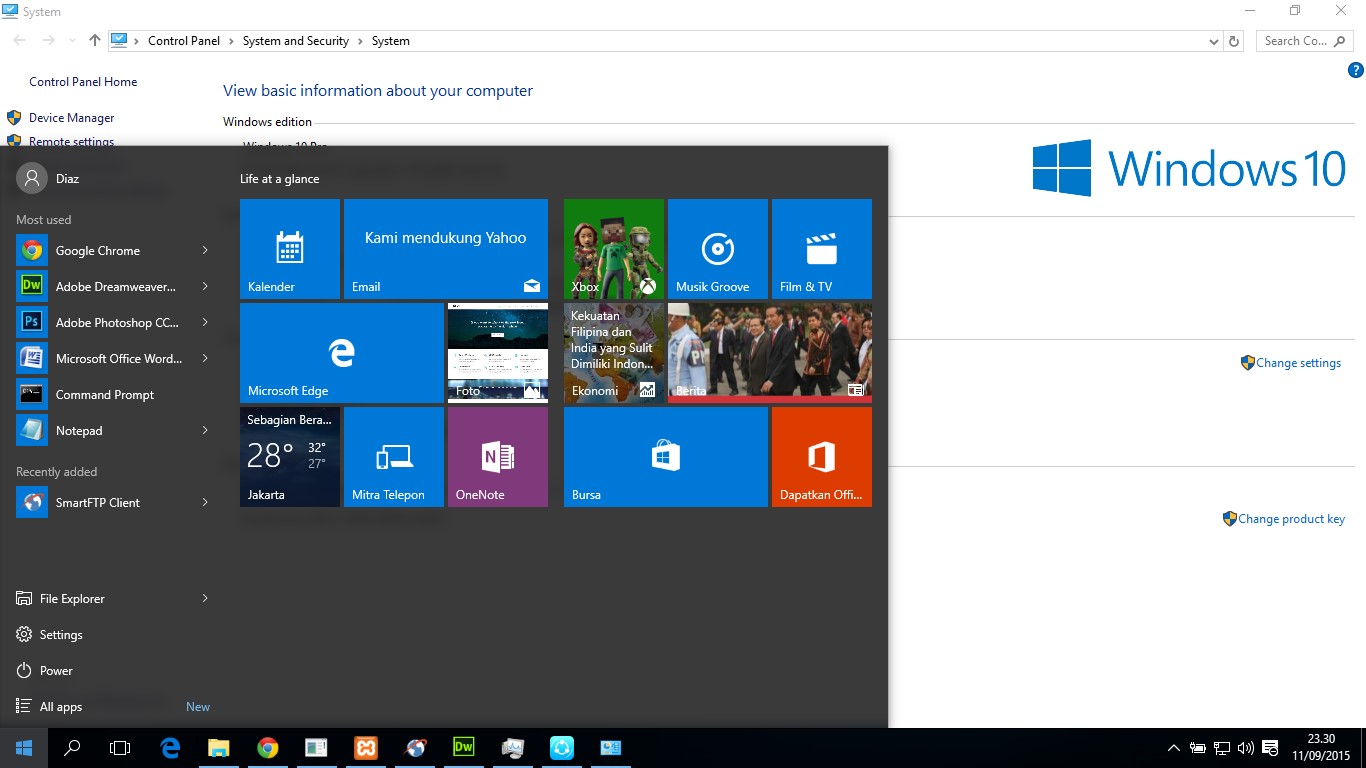 System
Control Panel
System and Security
System
Search Co...
Control Panel Home
View basic information about your computer
Device Manager
Windows edition
Remote settings
Windows 10 Pro
Windows 10
Diaz
Life at a glance
Most used
Google Chrome
Adobe Dreamweaver...
Adobe Photoshop CC...
Microsoft Office Word...
Command Prompt
Notepad
Recently added
SmartFTP Client
File Explorer
Settings
Power
All apps
New
Kalender
Kami mendukung Yahoo
Email
Xbox
Musik Groove
Film & TV
Microsoft Edge
Foto
Kekuatan
Filipina dan
India yang Sulit
Dimiliki Indon...
Ekonomi
Berita
Sebagian Bera...
28°
32°
27°
Jakarta
Mitra Telepon
OneNote
Bursa
Dapatkan Offi...
Change settings
Change product key
23.30
11/09/2015